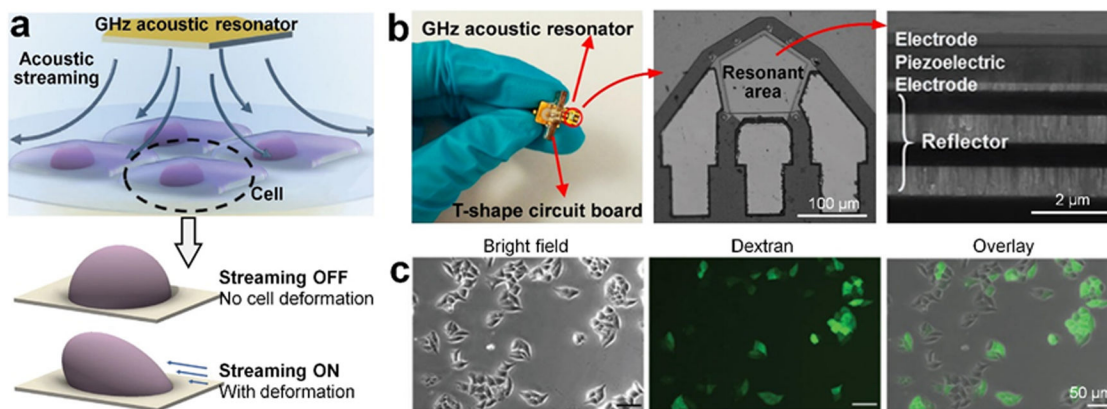 a
GHz acoustic resonator
Acoustic
streaming
Cell
Streaming OFF
No cell deformation
Streaming ON
With deformation
b
GHz acoustic resonator
T-shape circuit board
Resonant
area
100 μm
Electrode
Piezoelectric
Electrode
Reflector
2 μm
c
Bright field
Dextran
Overlay
50 μm